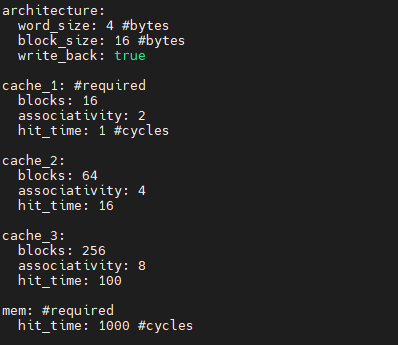 architecture:
  word_size: 4 #bytes
  block_size: 16 #bytes
  write_back: true

cache_1: #required
  blocks: 16
  associativity: 2
  hit_time: 1 #cycles

cache_2:
  blocks: 64
  associativity: 4
  hit_time: 16

cache_3:
  blocks: 256
  associativity: 8
  hit_time: 100

mem: #required
  hit_time: 1000 #cycles